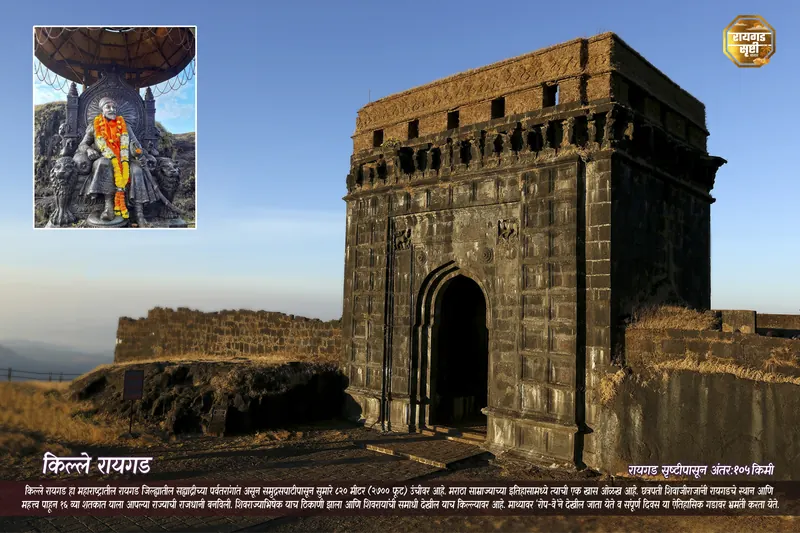 रायगड
सृष्टी
किल्ले रायगड
रायगड सृष्टीपासून अंतर:१०५ किमी
किल्ले रायगड हा महाराष्ट्रातील रायगड जिल्ह्यातील सह्याद्रीच्या पर्वतरांगांत असून समुद्रसपाटीपासून सुमारे ८२० मीटर (२७०० फूट) उंचीवर आहे. मराठा साम्राज्याच्या इतिहासामध्ये त्याची एक खास ओळख आहे. छत्रपती शिवाजीराजांनी रायगडचे स्थान आणि
महत्त्व पाहून १६ व्या शतकात याला आपल्या राज्याची राजधानी बनविली. शिवराज्याभिषेक याच ठिकाणी झाला आणि शिवरायांची समाधी देखील याच किल्ल्यावर आहे. माथ्यावर 'रोप-वे'ने देखील जाता येते व संपूर्ण दिवस या ऐतिहासिक गडावर भ्रमंती करता येते.